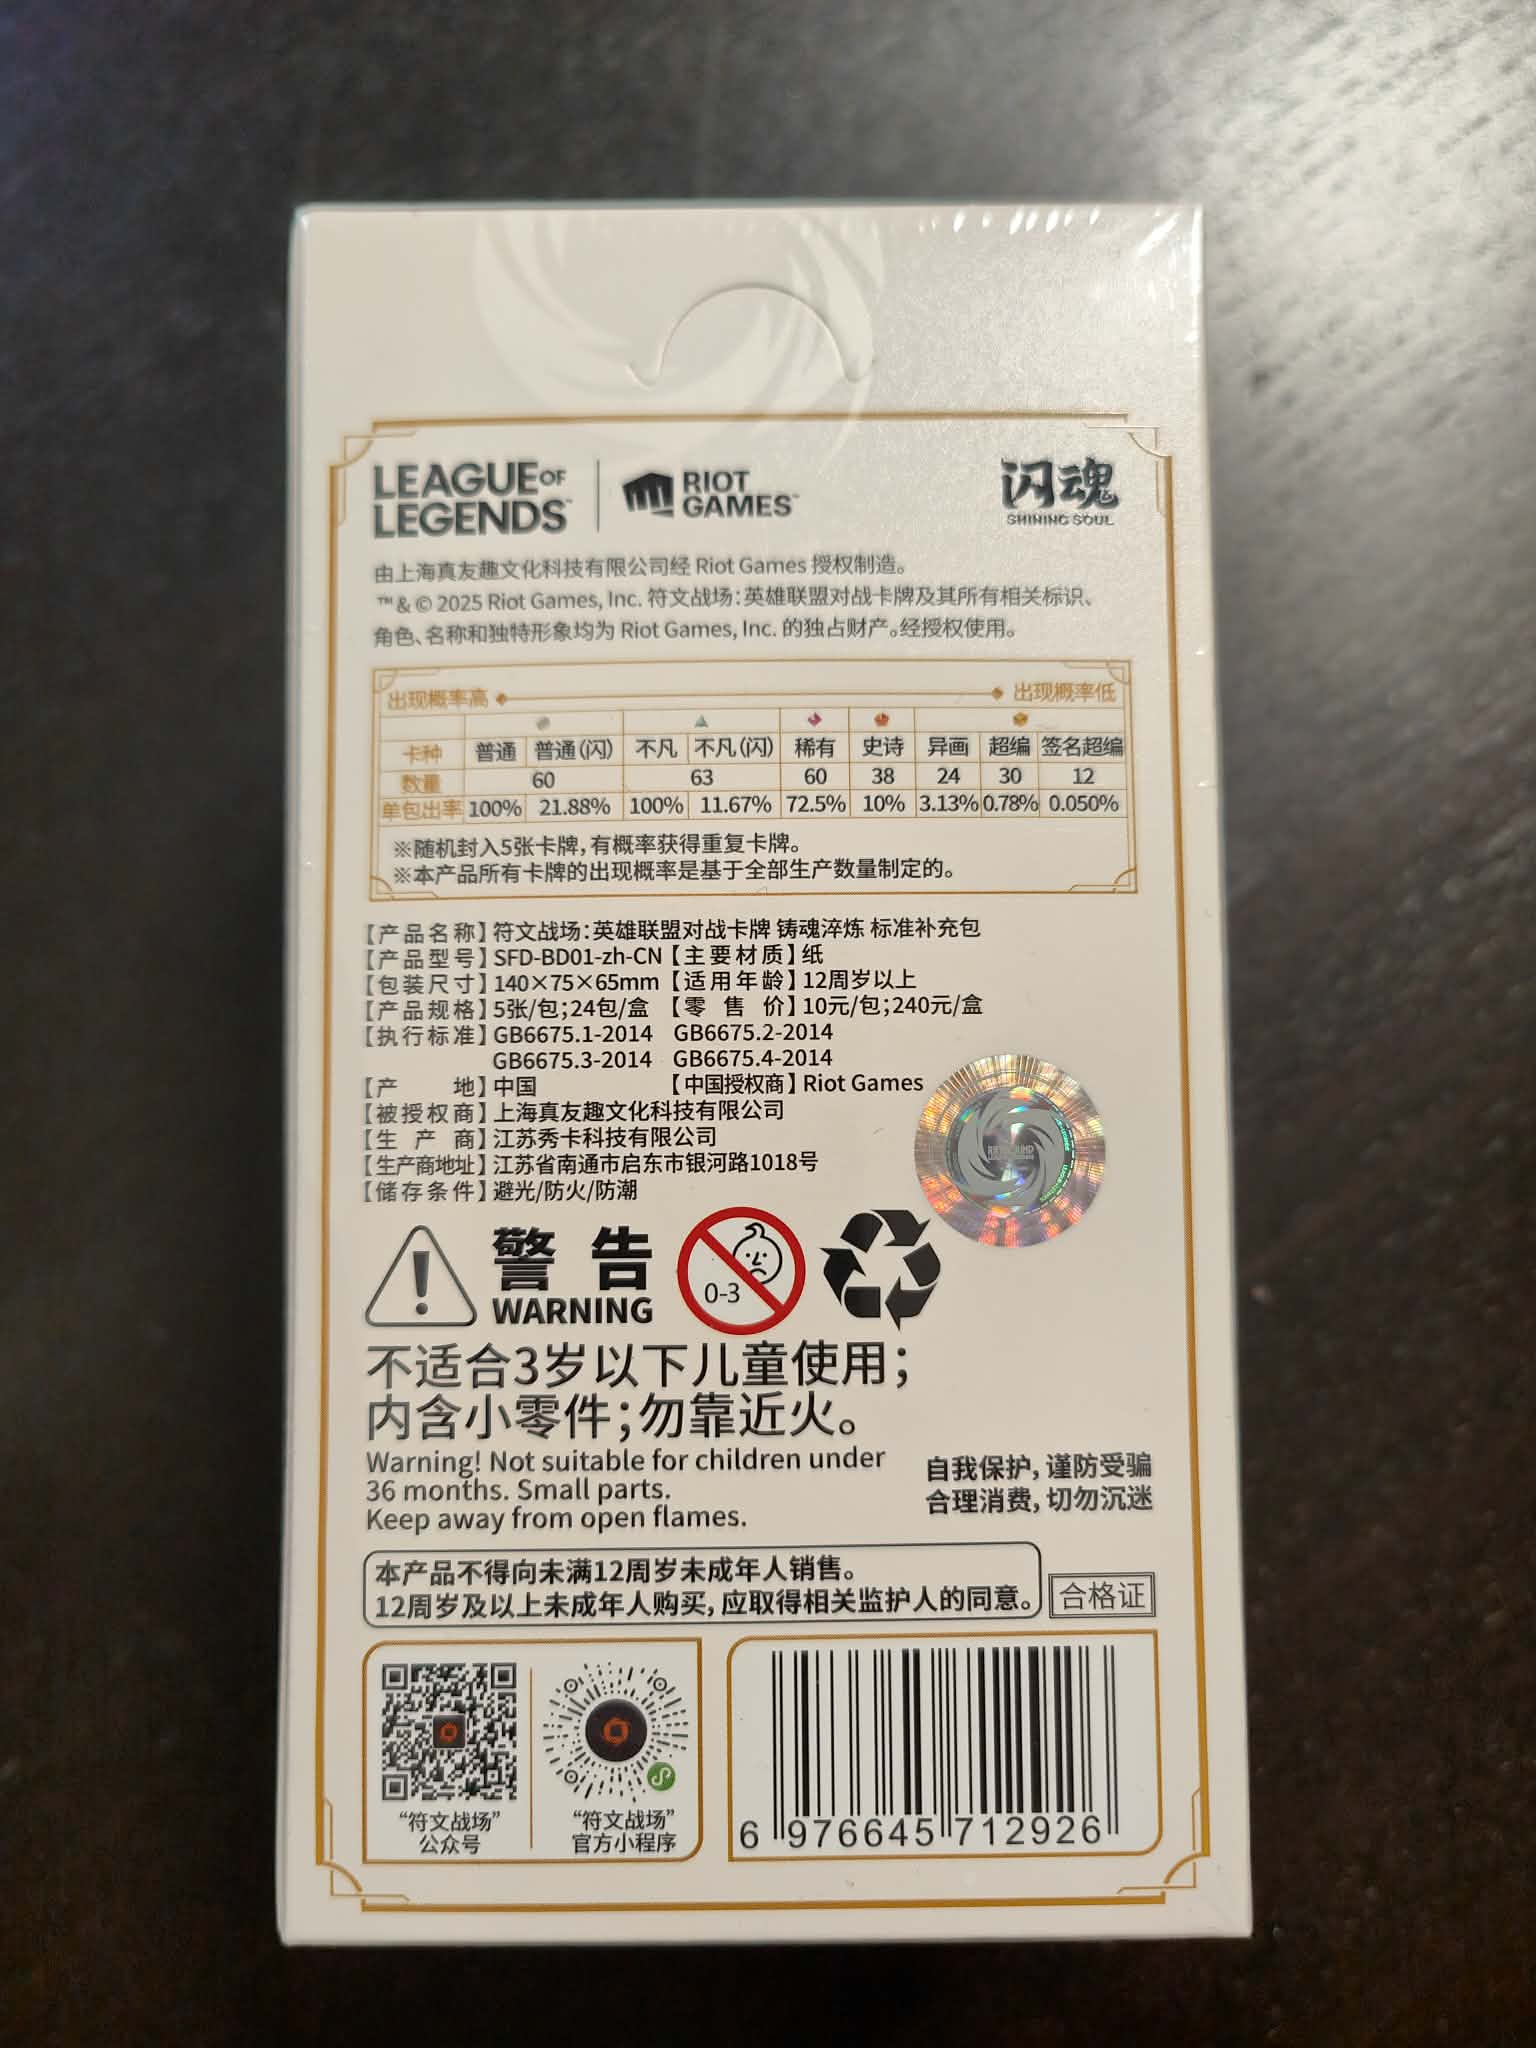 LEAGUE OF
LEGENDS™
RIOT
GAMES™
闪魂
SHINING SOUL
由上海真友趣文化科技有限公司经 Riot Games 授权制造。
™&© 2025 Riot Games, Inc. 符文战场：英雄联盟对战卡牌及其所有相关标识、
角色、名称和独特形象均为 Riot Games, Inc. 的独占财产。经授权使用。
出现概率高 出现概率低
卡种 普通 普通（闪） 不凡 不凡（闪） 稀有 史诗 异画 超编 签名超编
数量 60 63 60 38 24 30 12
单包出率 100% 21.88% 100% 11.67% 72.5% 10% 3.13% 0.78% 0.050%
※随机封入5张卡牌，有概率获得重复卡牌。
※本产品所有卡牌的出现概率是基于全部生产数量制定的。
【产品名称】符文战场：英雄联盟对战卡牌 铸魂淬炼 标准补充包
【产品型号】SFD-BD01-zh-CN【主要材质】纸
【包装尺寸】140×75×65mm【适用年龄】12周岁以上
【产品规格】5张/包；24包/盒 【零售价】10元/包；240元/盒
【执行标准】GB6675.1-2014 GB6675.2-2014
GB6675.3-2014 GB6675.4-2014
【产地】中国 【中国授权商】Riot Games
【被授权商】上海真友趣文化科技有限公司
【生产商】江苏秀卡科技有限公司
【生产商地址】江苏省南通市启东市银河路1018号
【储存条件】避光/防火/防潮
警告
WARNING
0-3
不适合3岁以下儿童使用；
内含小零件；勿靠近火。
Warning! Not suitable for children under
36 months. Small parts.
Keep away from open flames.
自我保护，谨防受骗
合理消费，切勿沉迷
本产品不得向未满12周岁未成年人销售。
12周岁及以上未成年人购买，应取得相关监护人的同意。
合格证
“符文战场”
公众号
“符文战场”
官方小程序
6 976645 712926